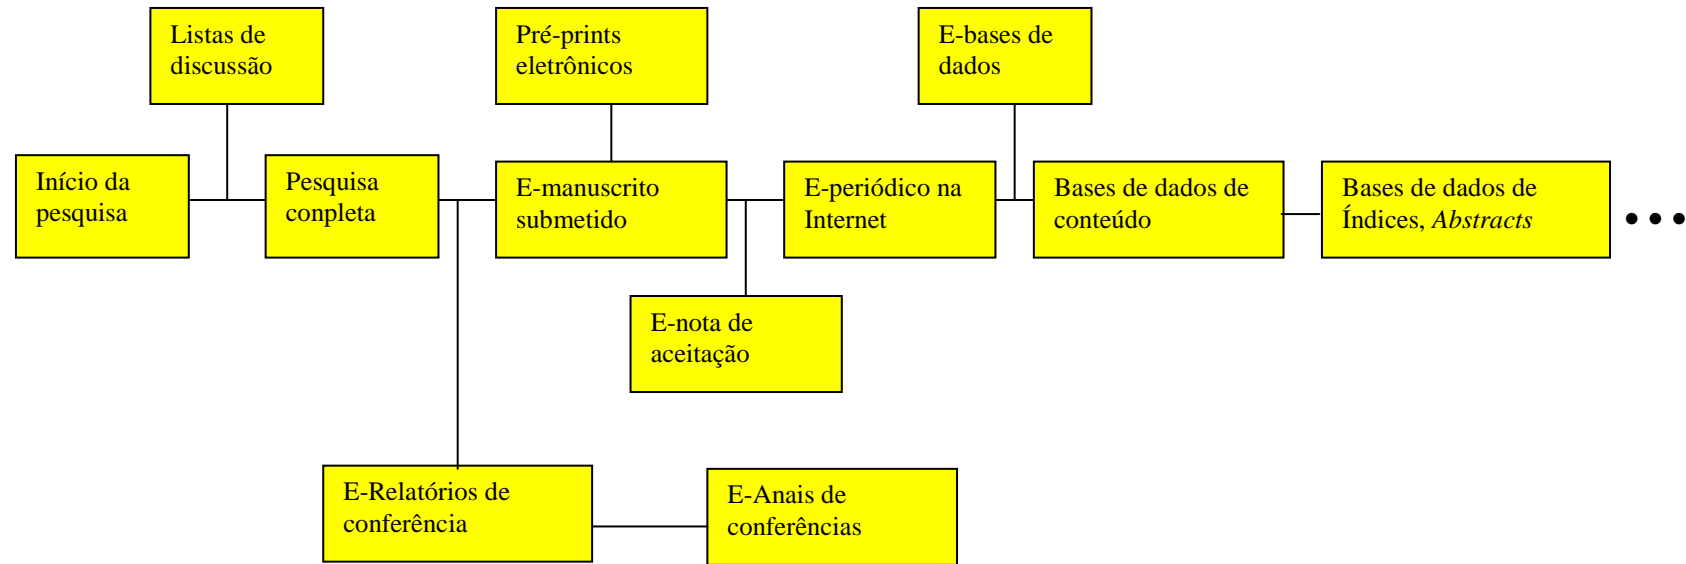 Listas de
discussão
Pré-prints
eletrônicos
E-bases de
dados
Início da
pesquisa
Pesquisa
conpleta
E-manuscrito
submetido
E-periódico na
Internet
Bases de dados de
conteúdo
Bases de dados de
Índices, Abstracts
•••
E-nota de
aceitação
E-Relatórios de
conferência
E-Anais de
conferências